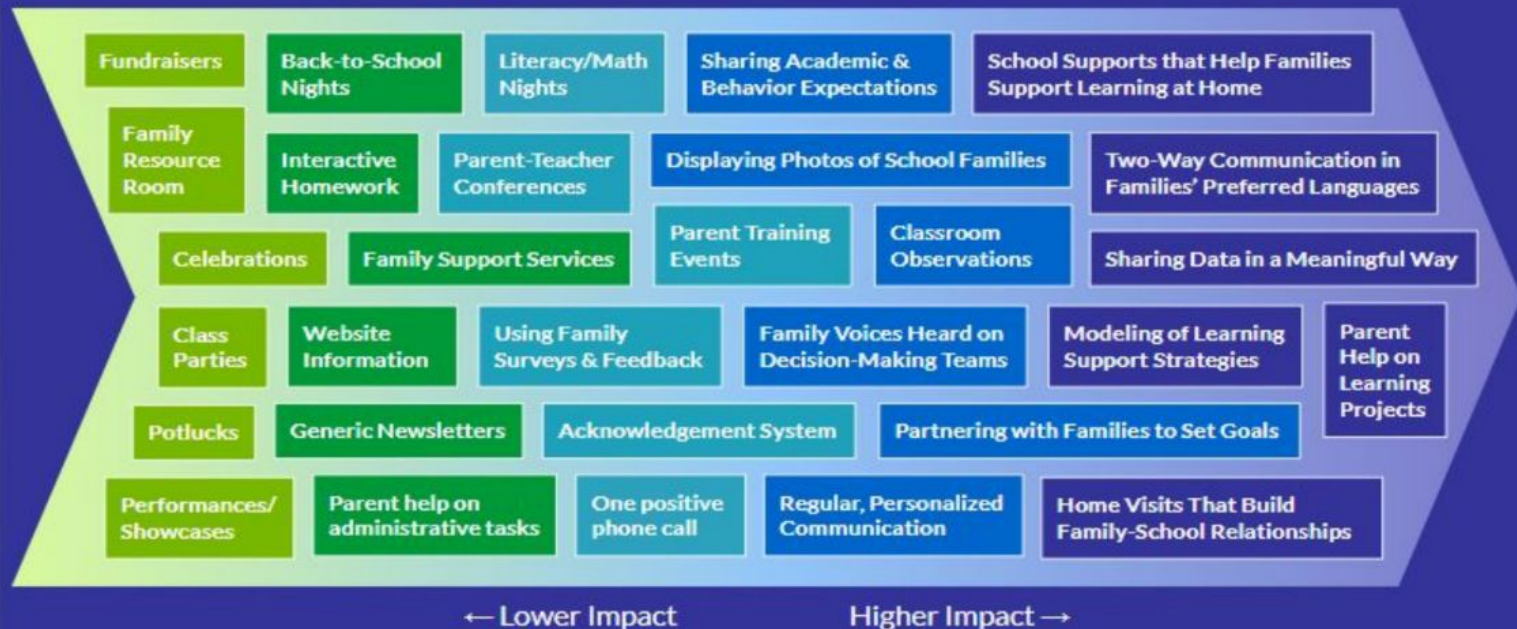 Fundraisers
Back-to-School
Nights
Literacy/Math
Nights
Sharing Academic &
Behavior Expectations
School Supports that Help Families
Support Learning at Home
Family
Resource
Room
Interactive
Homework
Parent-Teacher
Conferences
Displaying Photos of School Families
Two-Way Communication in
Families' Preferred Languages
Celebrations
Family Support Services
Parent Training
Events
Classroom
Observations
Sharing Data in a Meaningful Way
Class
Parties
Website
Information
Using Family
Surveys & Feedback
Family Voices Heard on
Decision-Making Teams
Modeling of Learning
Support Strategies
Parent
Help on
Learning
Projects
Potlucks
Generic Newsletters
Acknowledgement System
Partnering with Families to Set Goals
Performances/
Showcases
Parent help on
administrative tasks
One positive
phone call
Regular, Personalized
Communication
Home Visits That Build
Family-School Relationships
← Lower Impact
Higher Impact →